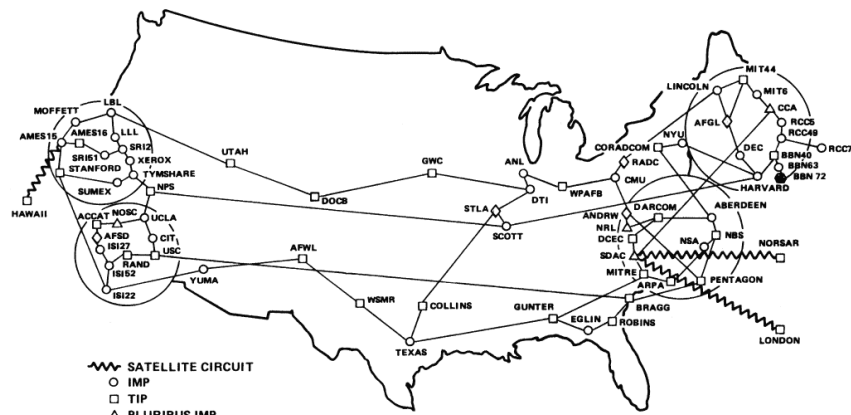 MIT44
LINCOLN
MIT6
CCA
AFGL
RCC5
RCC49
RCC7
DEC
BBN40
BBN63
BBN 72
HARVARD
CORADCOM
NYU
RADC
CMU
LBL
MOFFETT
AMES15
AMES16
LLL
SRI2
SRI51
XEROX
STANFORD
TYMSHARE
SUMEX
NPS
HAWAII
UTAH
GWC
DOCB
ANL
DTI
WPAFB
STLA
SCOTT
ACCAT
NOSC
UCLA
AFSD
CIT
ISI27
RAND
USC
ISI52
ISI22
YUMA
AFWL
WSMR
COLLINS
TEXAS
GUNTER
EGLIN
ROBINS
BRAGG
DARCOM
ABERDEEN
ANDRW
NRL
DCEC
NBS
NSA
SDAC
NORSAR
MITRE
ARPA
PENTAGON
LONDON
SATELLITE CIRCUIT
IMP
TIP
PLURIBUS IMP